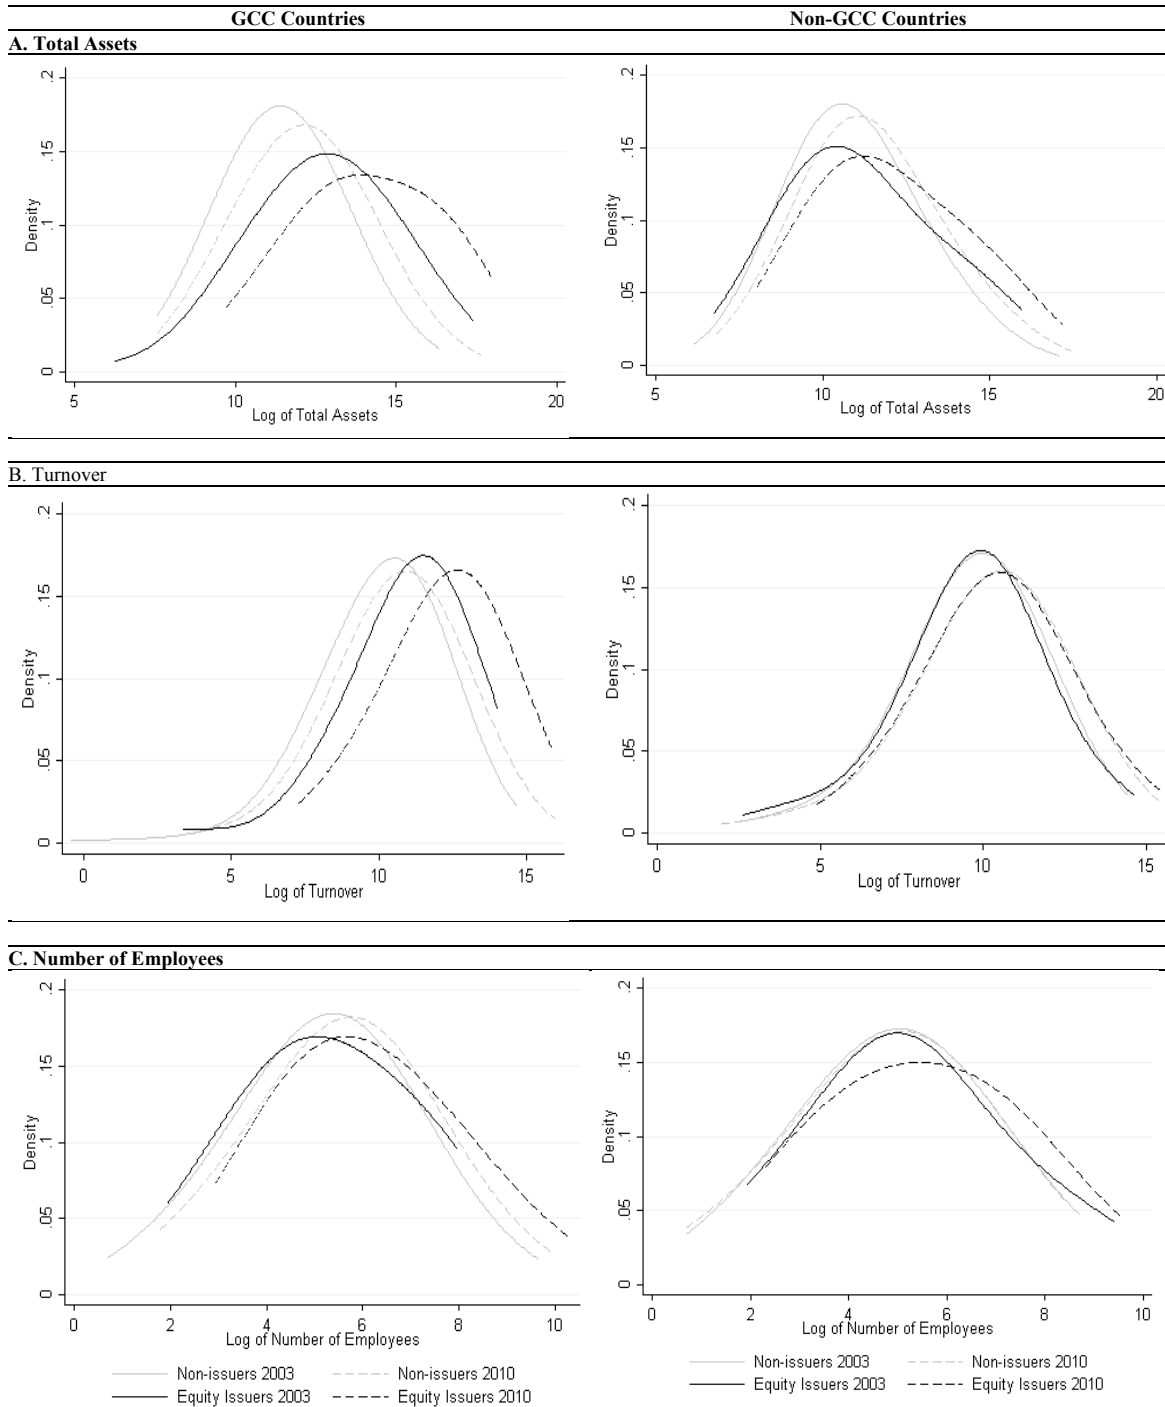 GCC Countries Non-GCC Countries
A. Total Assets
.2
.15
.1
.05
0
Density
5 10 15 20
Log of Total Assets
.2
.15
.1
.05
0
Density
5 10 15 20
Log of Total Assets
B. Turnover
.2
.15
.1
.05
0
Density
0 5 10 15
Log of Turnover
.2
.15
.1
.05
0
Density
0 5 10 15
Log of Turnover
C. Number of Employees
.2
.15
.1
.05
0
Density
0 2 4 6 8 10
Log of Number of Employees
Non-issuers 2003 Non-issuers 2010
Equity Issuers 2003 Equity Issuers 2010
.2
.15
.1
.05
0
Density
0 2 4 6 8 10
Log of Number of Employees
Non-issuers 2003 Non-issuers 2010
Equity Issuers 2003 Equity Issuers 2010